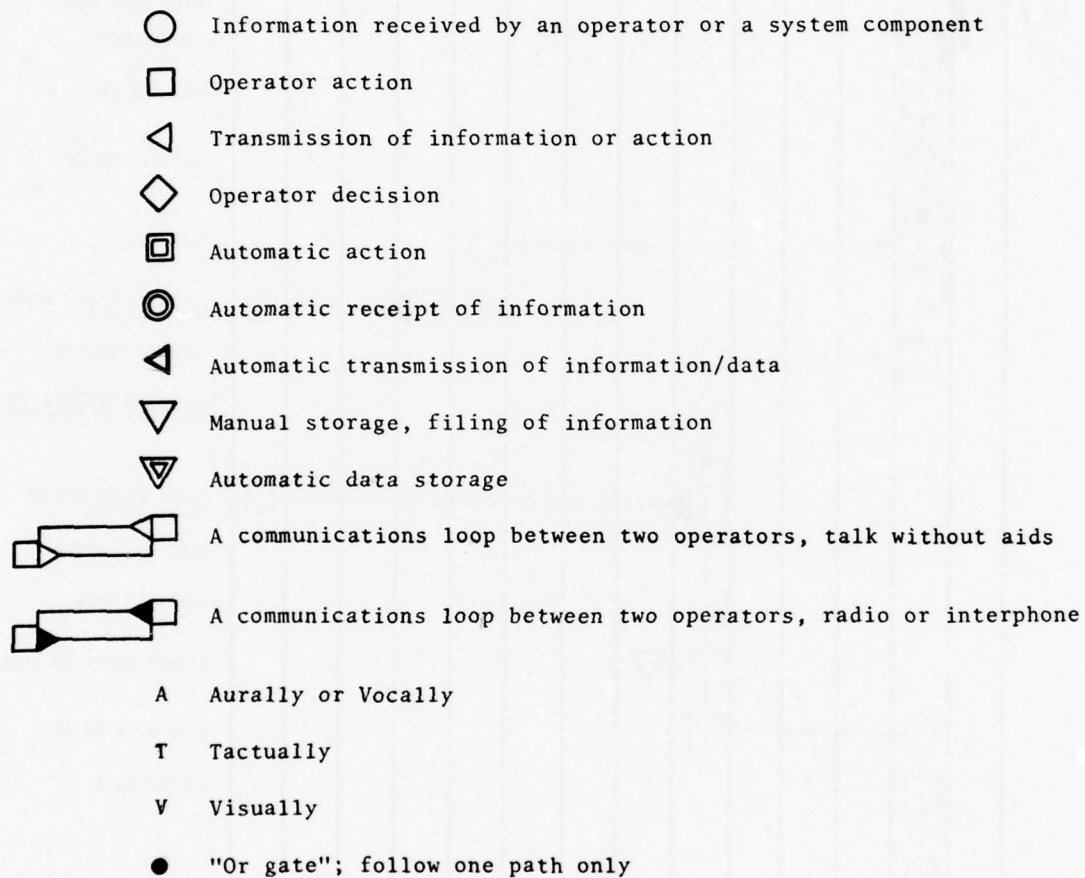 Information received by an operator or a system component
Operator action
Transmission of information or action
Operator decision
Automatic action
Automatic receipt of information
Automatic transmission of information/data
Manual storage, filing of information
Automatic data storage
A communications loop between two operators, talk without aids
A communications loop between two operators, radio or interphone
A Aurally or Vocally
T Tactually
V Visually
"Or gate"; follow one path only